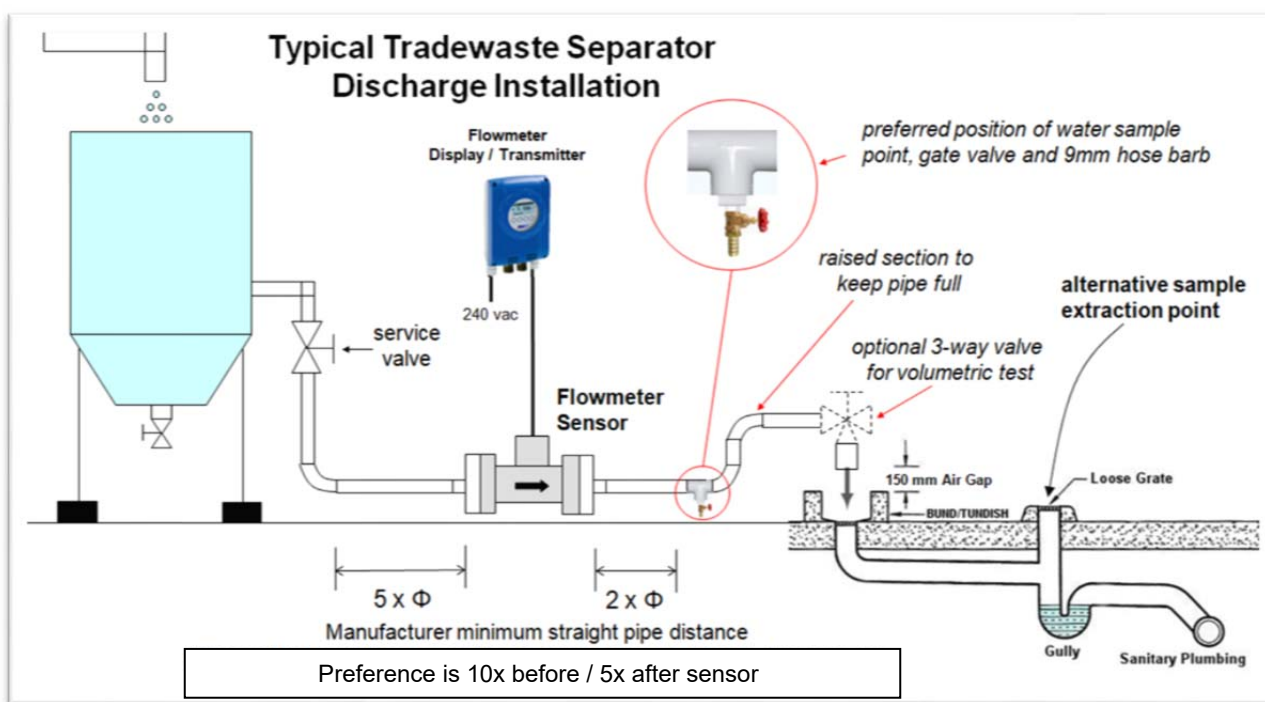 Typical Tradewaste Separator
Discharge Installation
Flowmeter
Display / Transmitter
preferred position of water sample
point, gate valve and 9mm hose barb
raised section to
keep pipe full
alternative sample
extraction point
240 vac
service
valve
optional 3-way valve
for volumetric test
Flowmeter
Sensor
150 mm Air Gap
Loose Grate
BUND/TUNDISH
5 x Φ
2 x Φ
Manufacturer minimum straight pipe distance
Gully
Sanitary Plumbing
Preference is 10x before / 5x after sensor